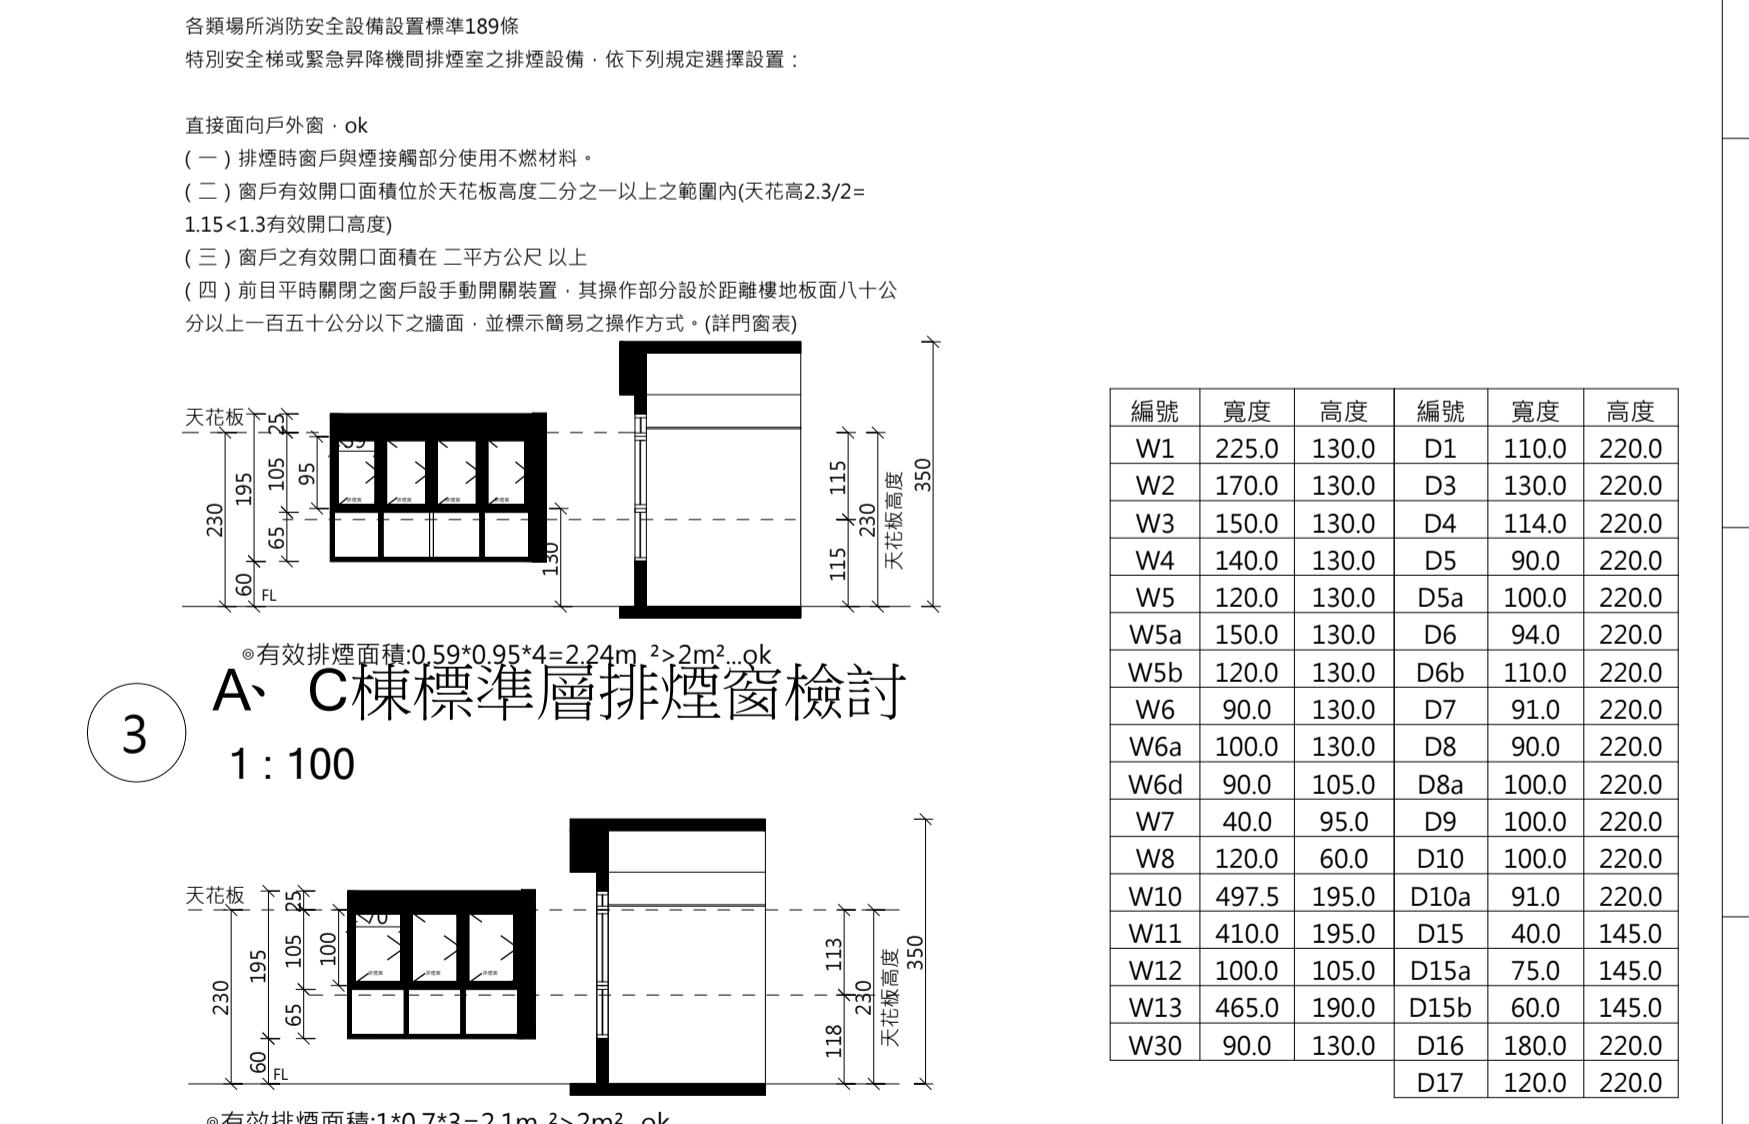 各類場所消防安全設備設置標準189條
特別安全梯或緊急昇降機間排煙室之排煙設備，依下列規定選擇設置：
直接面向戶外窗，ok
(一)排煙時窗戶與煙接觸部分使用不燃材料。
(二)窗戶有效開口面積位於天花板高度二分之一以上之範圍內(天花高2.3/2=
1.15<1.3有效開口高度)
(三)窗戶之有效開口面積在 二平方公尺 以上
(四)前目平時關閉之窗戶設手動開關裝置，其操作部分設於距離樓地板面八十公
分以上一百五十公分以下之牆面，並標示簡易之操作方式。(詳門窗表)
天花板
230
195
60
25
105
65
95
59
130
FL
115
115
230
天花板高度
350
◎有效排煙面積:0.59*0.95*4=2.24m ²>2m²...ok
3
A、 C棟標準層排煙窗檢討
1 : 100
天花板
230
195
60
25
105
65
100
70
FL
113
118
230
天花板高度
350
◎有效排煙面積:1*0.7*3=2.1m ²>2m²...ok
編號 寬度 高度 編號 寬度 高度
W1 225.0 130.0 D1 110.0 220.0
W2 170.0 130.0 D3 130.0 220.0
W3 150.0 130.0 D4 114.0 220.0
W4 140.0 130.0 D5 90.0 220.0
W5 120.0 130.0 D5a 100.0 220.0
W5a 150.0 130.0 D6 94.0 220.0
W5b 120.0 130.0 D6b 110.0 220.0
W6 90.0 130.0 D7 91.0 220.0
W6a 100.0 130.0 D8 90.0 220.0
W6d 90.0 105.0 D8a 100.0 220.0
W7 40.0 95.0 D9 100.0 220.0
W8 120.0 60.0 D10 100.0 220.0
W10 497.5 195.0 D10a 91.0 220.0
W11 410.0 195.0 D15 40.0 145.0
W12 100.0 105.0 D15a 75.0 145.0
W13 465.0 190.0 D15b 60.0 145.0
W30 90.0 130.0 D16 180.0 220.0
D17 120.0 220.0